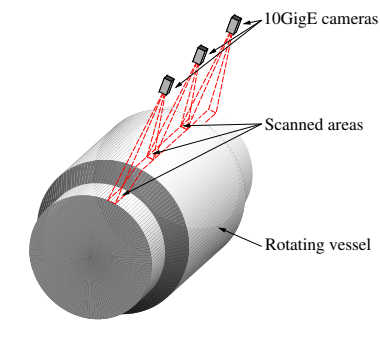 10GigE cameras
Scanned areas
Rotating vessel